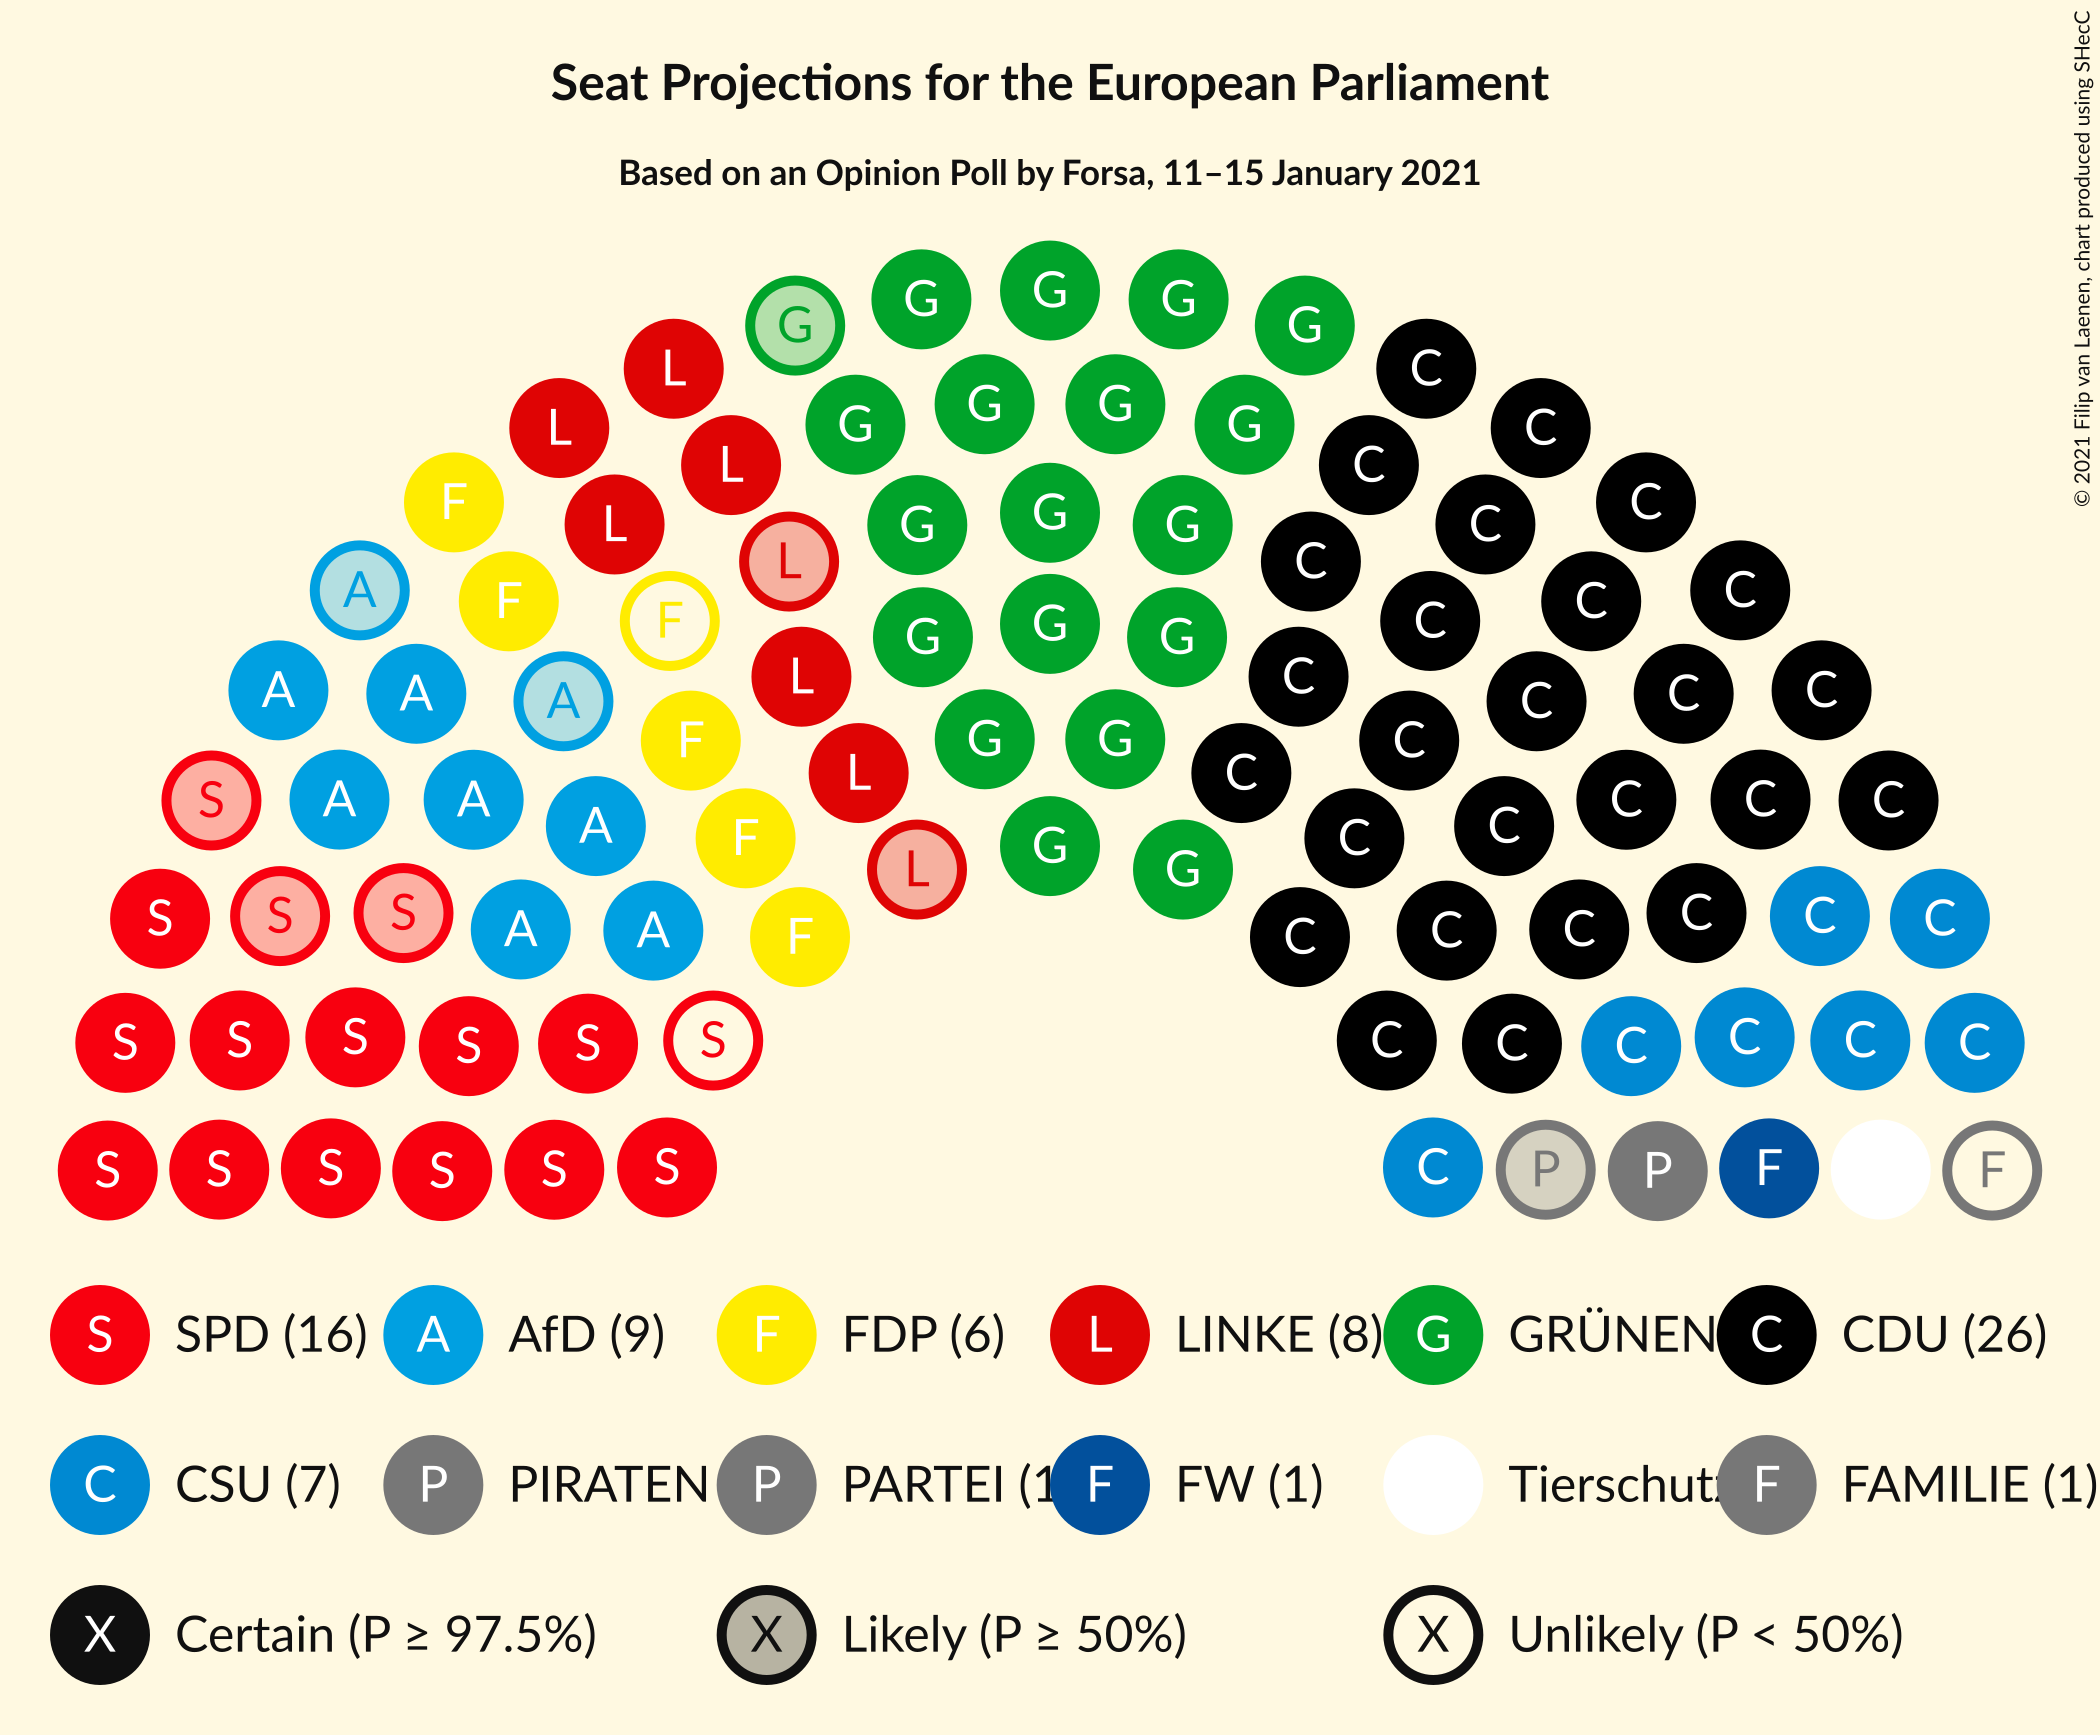 Seat Projections for the European Parliament
Based on an Opinion Poll by Forsa, 11–15 January 2021
© 2021 Filip van Laenen, chart produced using SHecC
G G G G G
L C
L G G G G C
L C
F L G G G C C
L C
A F F G G G C C C
A A A L C C C C
F G G C
S A A A F L C C C C C
G G
S S S A A F L C C C C C C
S S S S S S C C C C C C
S S S S S S C P P F F
S SPD (16) A AfD (9) F FDP (6) L LINKE (8) G GRÜNEN C CDU (26)
C CSU (7) P PIRATEN P PARTEI (1 F FW (1) Tierschutz F FAMILIE (1)
X Certain (P ≥ 97.5%) X Likely (P ≥ 50%) X Unlikely (P < 50%)